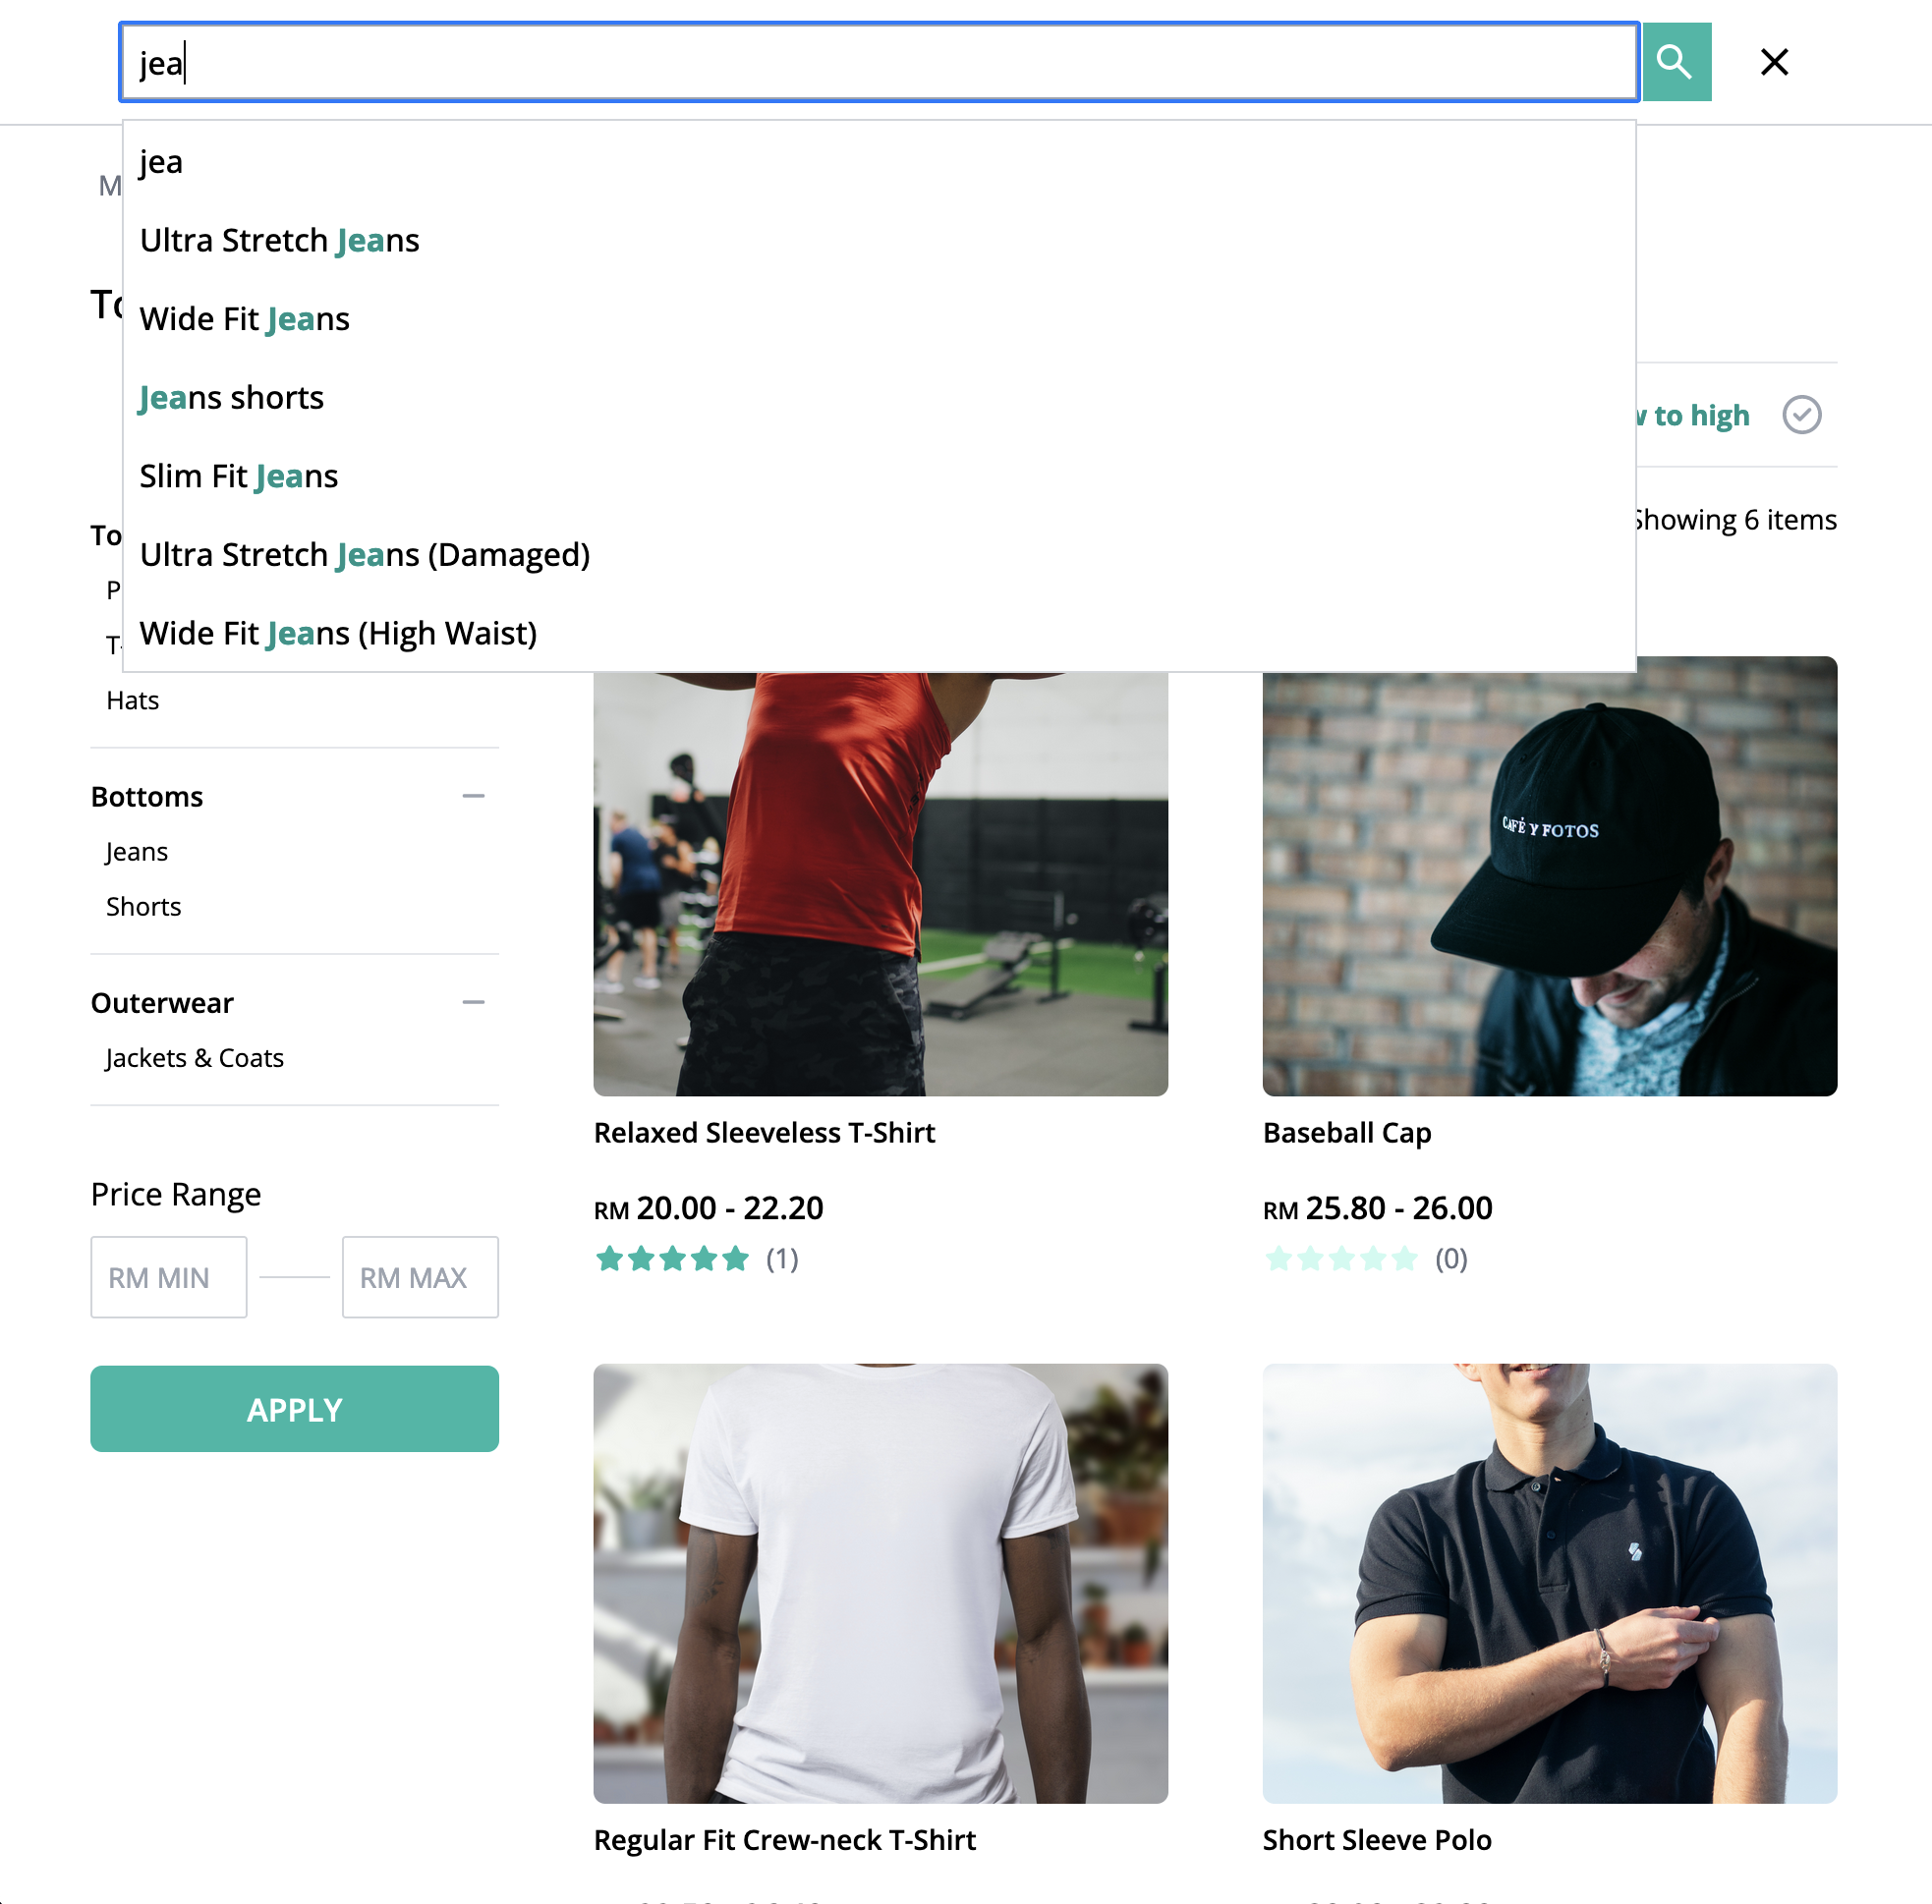 jea
jea
Ultra Stretch Jeans
Wide Fit Jeans
Jeans shorts
Slim Fit Jeans
Ultra Stretch Jeans (Damaged)
Wide Fit Jeans (High Waist)
to high
Showing 6 items
Hats
Bottoms
Jeans
Shorts
Outerwear
Jackets & Coats
Price Range
RM MIN
RM MAX
APPLY
CAFÉ Y FOTOS
Relaxed Sleeveless T-Shirt
RM 20.00 - 22.20
(1)
Baseball Cap
RM 25.80 - 26.00
(0)
Regular Fit Crew-neck T-Shirt
Short Sleeve Polo